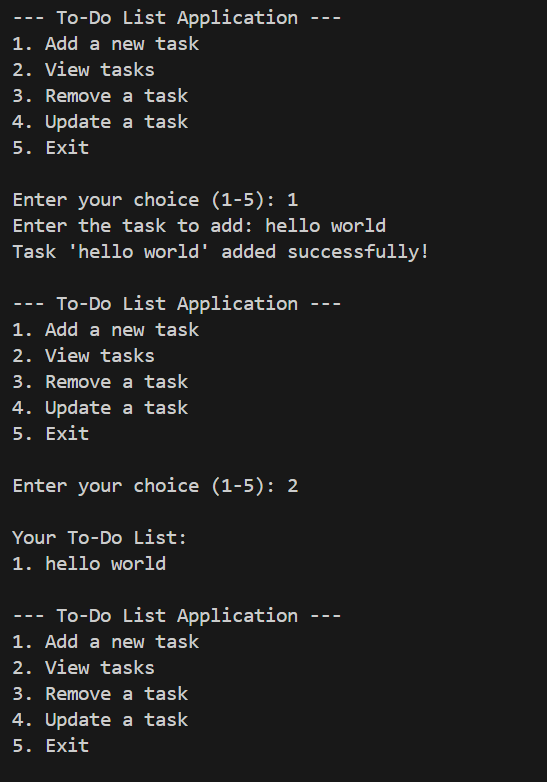 --- To-Do List Application ---
1. Add a new task
2. View tasks
3. Remove a task
4. Update a task
5. Exit
Enter your choice (1-5): 1
Enter the task to add: hello world
Task 'hello world' added successfully!
--- To-Do List Application ---
1. Add a new task
2. View tasks
3. Remove a task
4. Update a task
5. Exit
Enter your choice (1-5): 2
Your To-Do List:
1. hello world
--- To-Do List Application ---
1. Add a new task
2. View tasks
3. Remove a task
4. Update a task
5. Exit